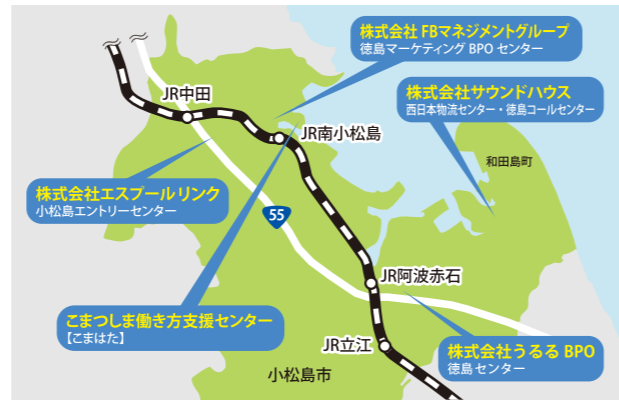 株式会社 FBマネジメントグループ
徳島マーケティング BPO センター
JR中田
株式会社サウンドハウス
西日本物流センター・徳島コールセンター
JR南小松島
和田島町
株式会社エスプールリンク
小松島エントリーセンター
55
JR阿波赤石
こまつしま働き方支援センター
【こまはた】
JR立江
株式会社うるる BPO
徳島センター
小松島市